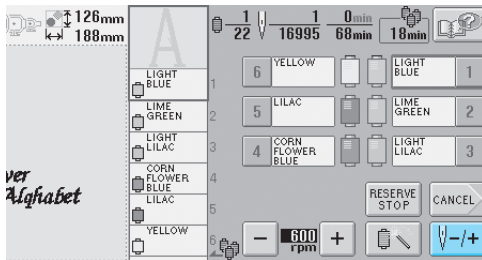 126mm
188mm
1/22 1/16995 0min/68min 18min
A
LIGHT BLUE 1
LIME GREEN 2
LIGHT LILAC 3
CORN FLOWER BLUE 4
LILAC 5
YELLOW 6
ver
Alphabet
6 YELLOW
LIGHT BLUE 1
5 LILAC
LIME GREEN 2
4 CORN FLOWER BLUE
LIGHT LILAC 3
RESERVE STOP
CANCEL
− 600 rpm +
−/+